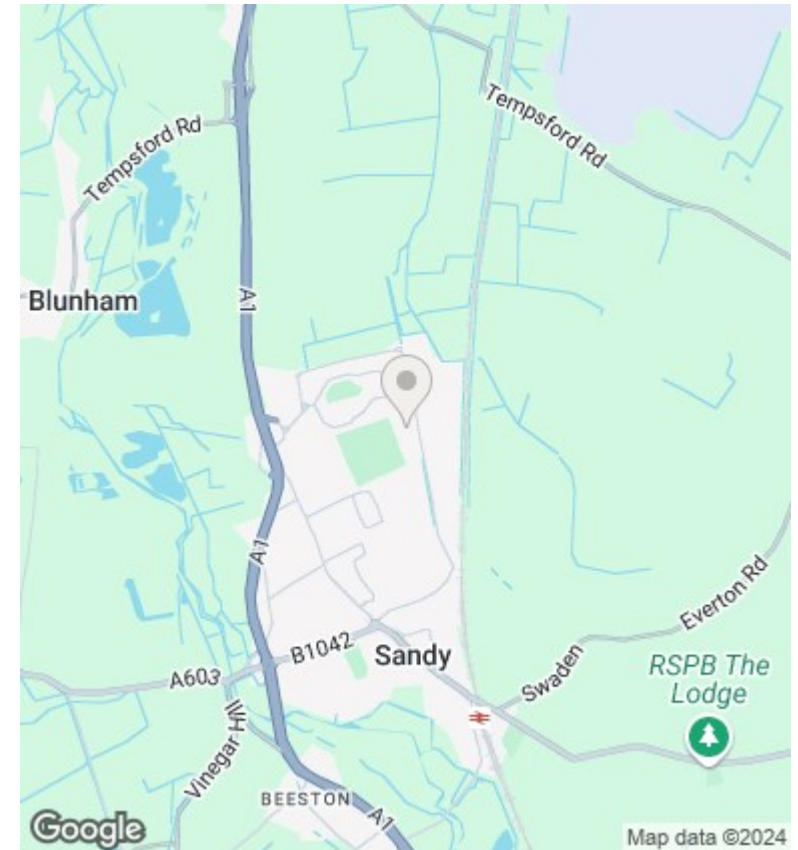 Tempsford Rd
Tempsford Rd
Blunham
A1
A1
B1042
Sandy
A603
Everton Rd
Swaden
RSPB The
Lodge
Vinegar Hill
BEESTON
A1
Google
Map data ©2024